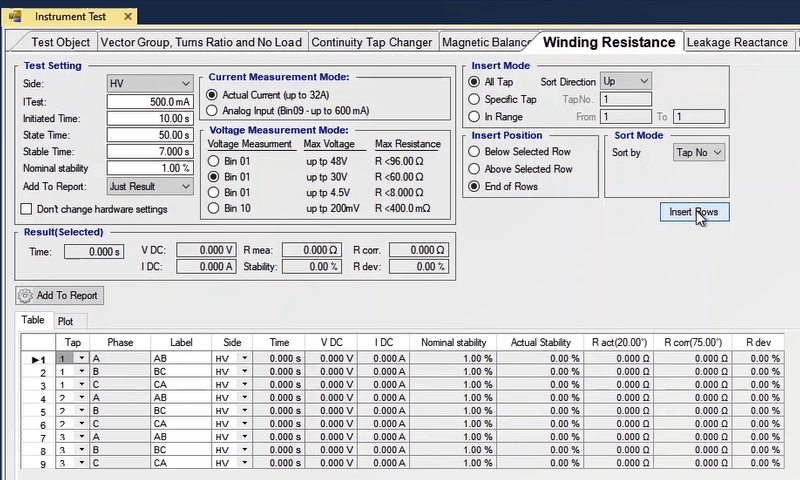 Instrument Test
Test Object Vector Group, Turns Ratio and No Load Continuity Tap Changer Magnetic Balance Winding Resistance Leakage Reactance
Test Setting
Side: HV
ITest: 500.0 mA
Initiated Time: 10.00 s
State Time: 50.00 s
Stable Time: 7.000 s
Nominal stability 1.00 %
Add To Report: Just Result
Don't change hardware settings
Current Measurement Mode:
Actual Current (up to 32A)
Analog Input (Bin09 - up to 600 mA)
Voltage Measurement Mode:
Voltage Measurment Max Voltage Max Resistance
Bin 01 up to 48V R <96.00 Ω
Bin 01 up to 30V R <60.00 Ω
Bin 01 up to 4.5V R <8.000 Ω
Bin 10 up tp 200mV R <400.0 mΩ
Insert Mode
All Tap Sort Direction Up
Specific Tap Tap No. 1
In Range From 1 To 1
Insert Position
Below Selected Row
Above Selected Row
End of Rows
Sort Mode
Sort by Tap No
Insert Rows
Result(Selected)
Time: 0.000 s V DC: 0.000 V R mea: 0.000 Ω R corr. 0.000 Ω
I DC: 0.000 A Stability: 0.00 % R dev: 0.00 %
Add To Report
Table Plot
Tap Phase Label Side Time V DC I DC Nominal stability Actual Stability R act(20.00°) R corr(75.00°) R dev
1 1 A AB HV 0.000 s 0.000 V 0.000 A 1.00 % 0.00 % 0.000 Ω 0.000 Ω 0.00 %
2 1 B BC HV 0.000 s 0.000 V 0.000 A 1.00 % 0.00 % 0.000 Ω 0.000 Ω 0.00 %
3 1 C CA HV 0.000 s 0.000 V 0.000 A 1.00 % 0.00 % 0.000 Ω 0.000 Ω 0.00 %
4 2 A AB HV 0.000 s 0.000 V 0.000 A 1.00 % 0.00 % 0.000 Ω 0.000 Ω 0.00 %
5 2 B BC HV 0.000 s 0.000 V 0.000 A 1.00 % 0.00 % 0.000 Ω 0.000 Ω 0.00 %
6 2 C CA HV 0.000 s 0.000 V 0.000 A 1.00 % 0.00 % 0.000 Ω 0.000 Ω 0.00 %
7 3 A AB HV 0.000 s 0.000 V 0.000 A 1.00 % 0.00 % 0.000 Ω 0.000 Ω 0.00 %
8 3 B BC HV 0.000 s 0.000 V 0.000 A 1.00 % 0.00 % 0.000 Ω 0.000 Ω 0.00 %
9 3 C CA HV 0.000 s 0.000 V 0.000 A 1.00 % 0.00 % 0.000 Ω 0.000 Ω 0.00 %